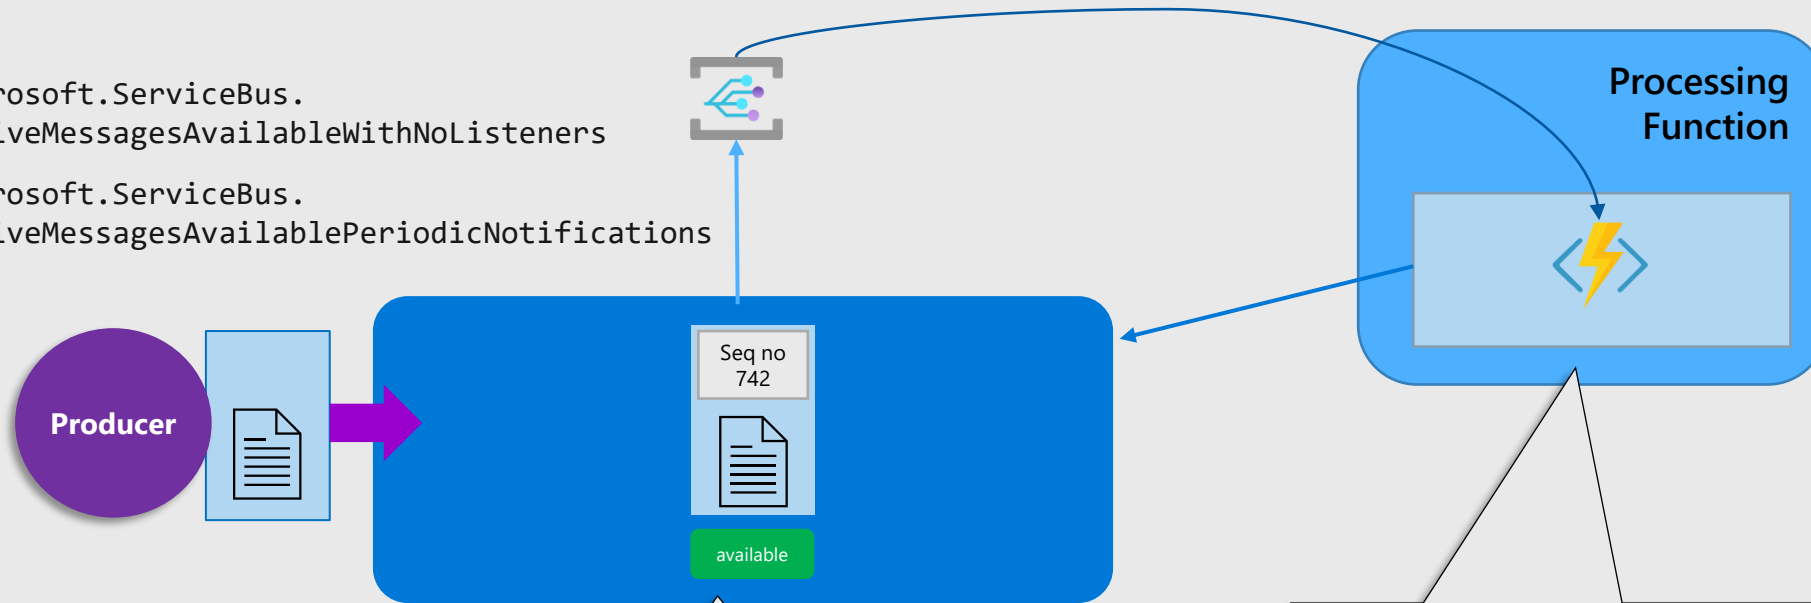 rosoft.ServiceBus.
iveMessagesAvailableWithNoListeners
rosoft.ServiceBus.
iveMessagesAvailablePeriodicNotifications
Processing
Function
Seq no
742
Producer
available